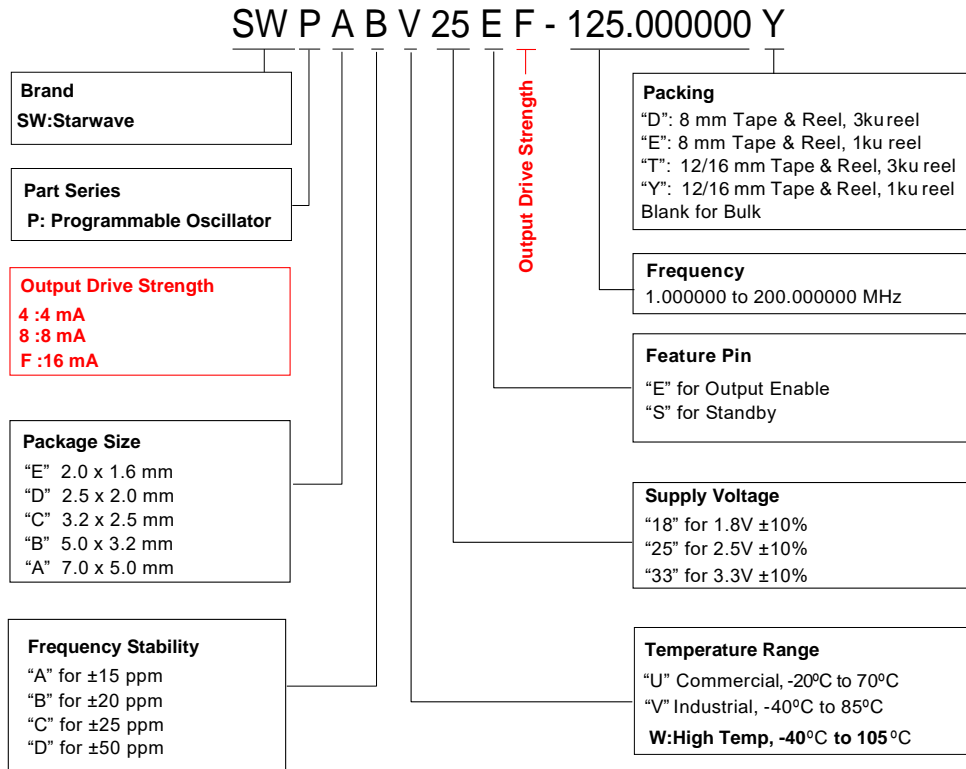 SW P A B V 25 E F - 125.000000 Y
Brand
SW:Starwave
Part Series
P: Programmable Oscillator
Output Drive Strength
4 :4 mA
8 :8 mA
F :16 mA
Package Size
“E” 2.0 x 1.6 mm
“D” 2.5 x 2.0 mm
“C” 3.2 x 2.5 mm
“B” 5.0 x 3.2 mm
“A” 7.0 x 5.0 mm
Frequency Stability
“A” for ±15 ppm
“B” for ±20 ppm
“C” for ±25 ppm
“D” for ±50 ppm
Output Drive Strength
Packing
“D”: 8 mm Tape & Reel, 3ku reel
“E”: 8 mm Tape & Reel, 1ku reel
“T”: 12/16 mm Tape & Reel, 3ku reel
“Y”: 12/16 mm Tape & Reel, 1ku reel
Blank for Bulk
Frequency
1.000000 to 200.000000 MHz
Feature Pin
“E” for Output Enable
“S” for Standby
Supply Voltage
“18” for 1.8V ±10%
“25” for 2.5V ±10%
“33” for 3.3V ±10%
Temperature Range
“U” Commercial, -20ºC to 70ºC
“V” Industrial, -40ºC to 85ºC
W:High Temp, -40ºC to 105ºC